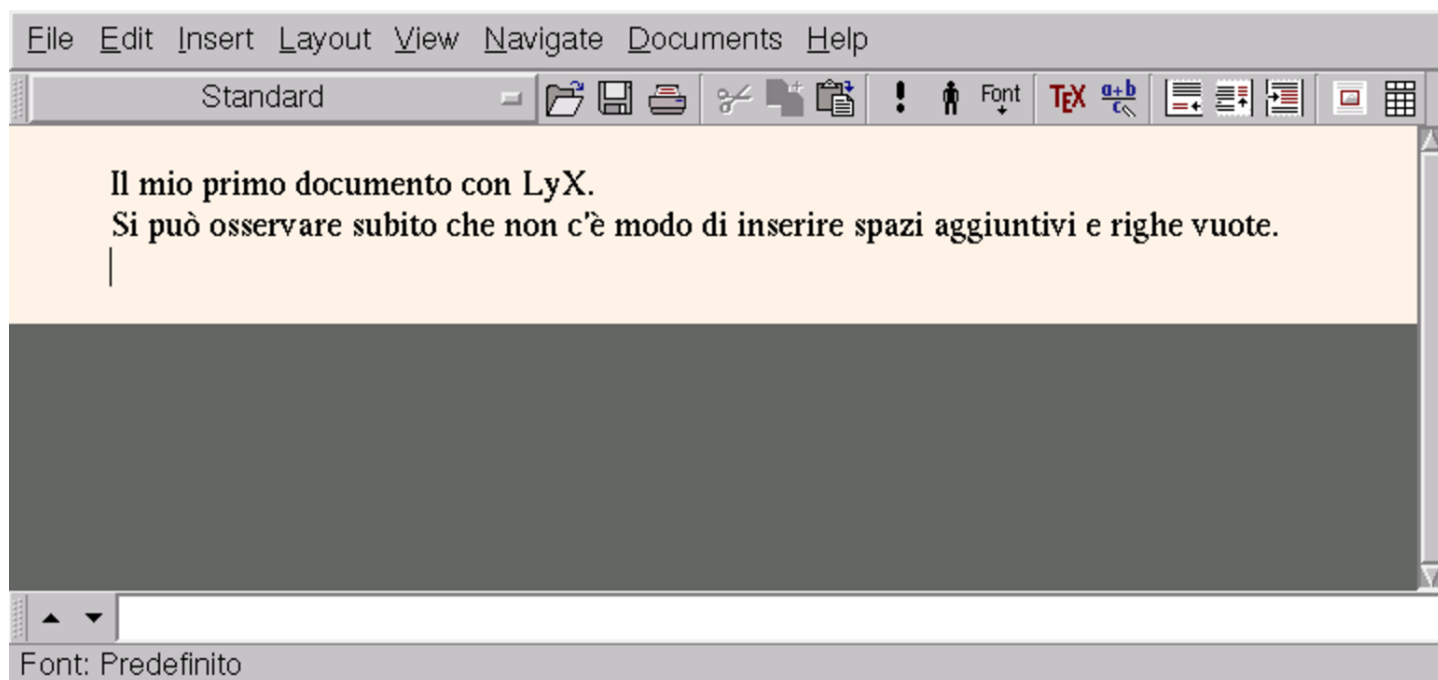 File Edit Insert Layout View Navigate Documents Help
Standard Font TEX a+b c
Il mio primo documento con LyX.
Si può osservare subito che non c'è modo di inserire spazi aggiuntivi e righe vuote.
Font: Predefinito